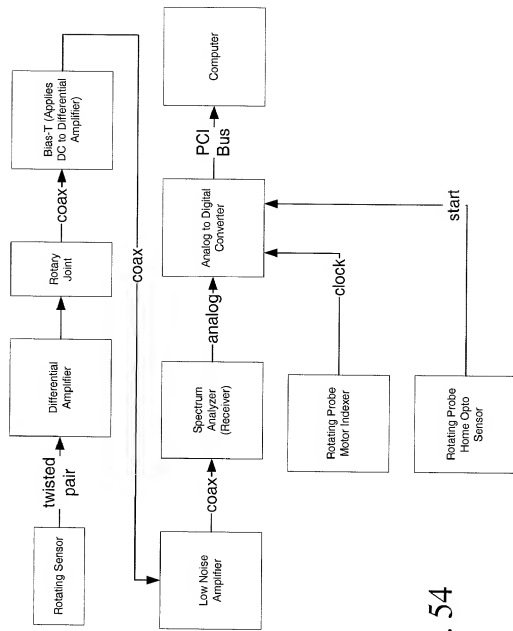 Rotating Sensor
twisted
pair
Differential
Amplifier
Rotary
Joint
coax
Bias-T (Applies
DC to Differential
Amplifier)
coax
Low Noise
Amplifier
coax
Spectrum
Analyzer
(Receiver)
analog
Analog to Digital
Converter
PCI
Bus
Computer
Rotating Probe
Motor Indexer
clock
Rotating Probe
Home Opto
Sensor
start
. 54